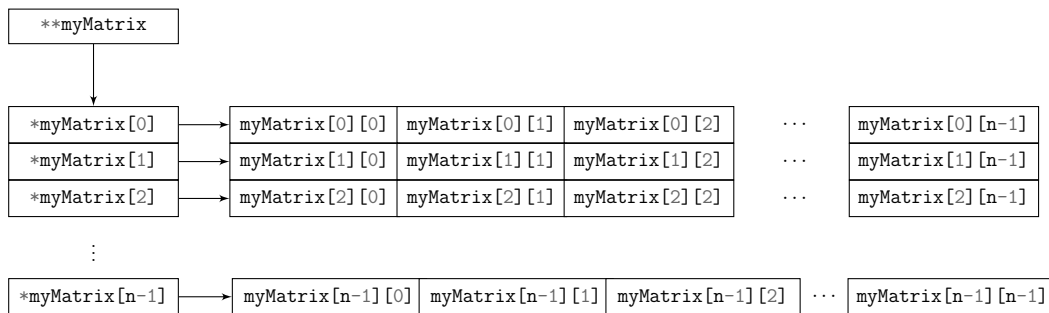 **myMatrix
*myMatrix[0] myMatrix[0][0] myMatrix[0][1] myMatrix[0][2] ··· myMatrix[0][n-1]
*myMatrix[1] myMatrix[1][0] myMatrix[1][1] myMatrix[1][2] ··· myMatrix[1][n-1]
*myMatrix[2] myMatrix[2][0] myMatrix[2][1] myMatrix[2][2] ··· myMatrix[2][n-1]
⋮
*myMatrix[n-1] myMatrix[n-1][0] myMatrix[n-1][1] myMatrix[n-1][2] ··· myMatrix[n-1][n-1]